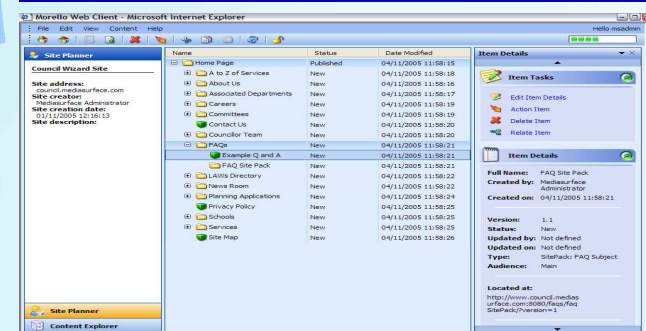 Morello Web Client - Microsoft Internet Explorer
File Edit View Content Help
Hello msadmin
Site Planner
Council Wizard Site
Site address:
council.mediasurface.com
Site creator:
Mediasurface Administrator
Site creation date:
01/11/2005 12:16:13
Site description:
Site Planner
Content Explorer
Name Status Date Modified
Home Page Published 04/11/2005 11:58:15
A to Z of Services New 04/11/2005 11:58:18
About Us New 04/11/2005 11:58:16
Associated Departments New 04/11/2005 11:58:17
Careers New 04/11/2005 11:58:19
Committees New 04/11/2005 11:58:19
Contact Us New 04/11/2005 11:58:20
Councillor Team New 04/11/2005 11:58:20
FAQs New 04/11/2005 11:58:21
Example Q and A New 04/11/2005 11:58:21
FAQ Site Pack New 04/11/2005 11:58:21
LAWs Directory New 04/11/2005 11:58:22
News Room New 04/11/2005 11:58:22
Planning Applications New 04/11/2005 11:58:24
Privacy Policy New 04/11/2005 11:58:25
Schools New 04/11/2005 11:58:25
Services New 04/11/2005 11:58:25
Site Map New 04/11/2005 11:58:26
Item Details
Item Tasks
Edit Item Details
Action Item
Delete Item
Relate Item
Item Details
Full Name: FAQ Site Pack
Created by: Mediasurface
Administrator
Created on: 04/11/2005 11:58:21
Version: 1.1
Status: New
Updated by: Not defined
Updated on: Not defined
Type: SitePack: FAQ Subject
Audience: Main
Located at:
http://www.council.medias
urface.com:8080/faqs/faq
SitePack/?version=1